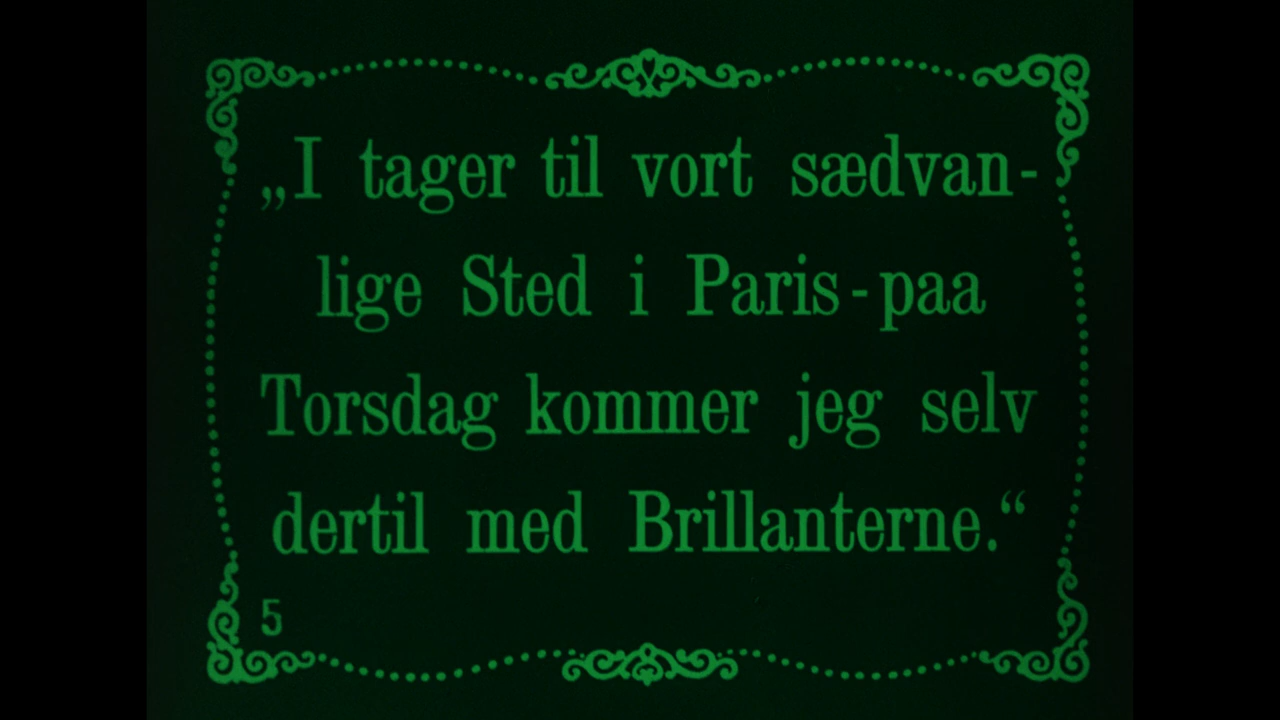 „I tager til vort sædvan-
lige Sted i Paris - paa
Torsdag kommer jeg selv
dertil med Brillanterne.“
5